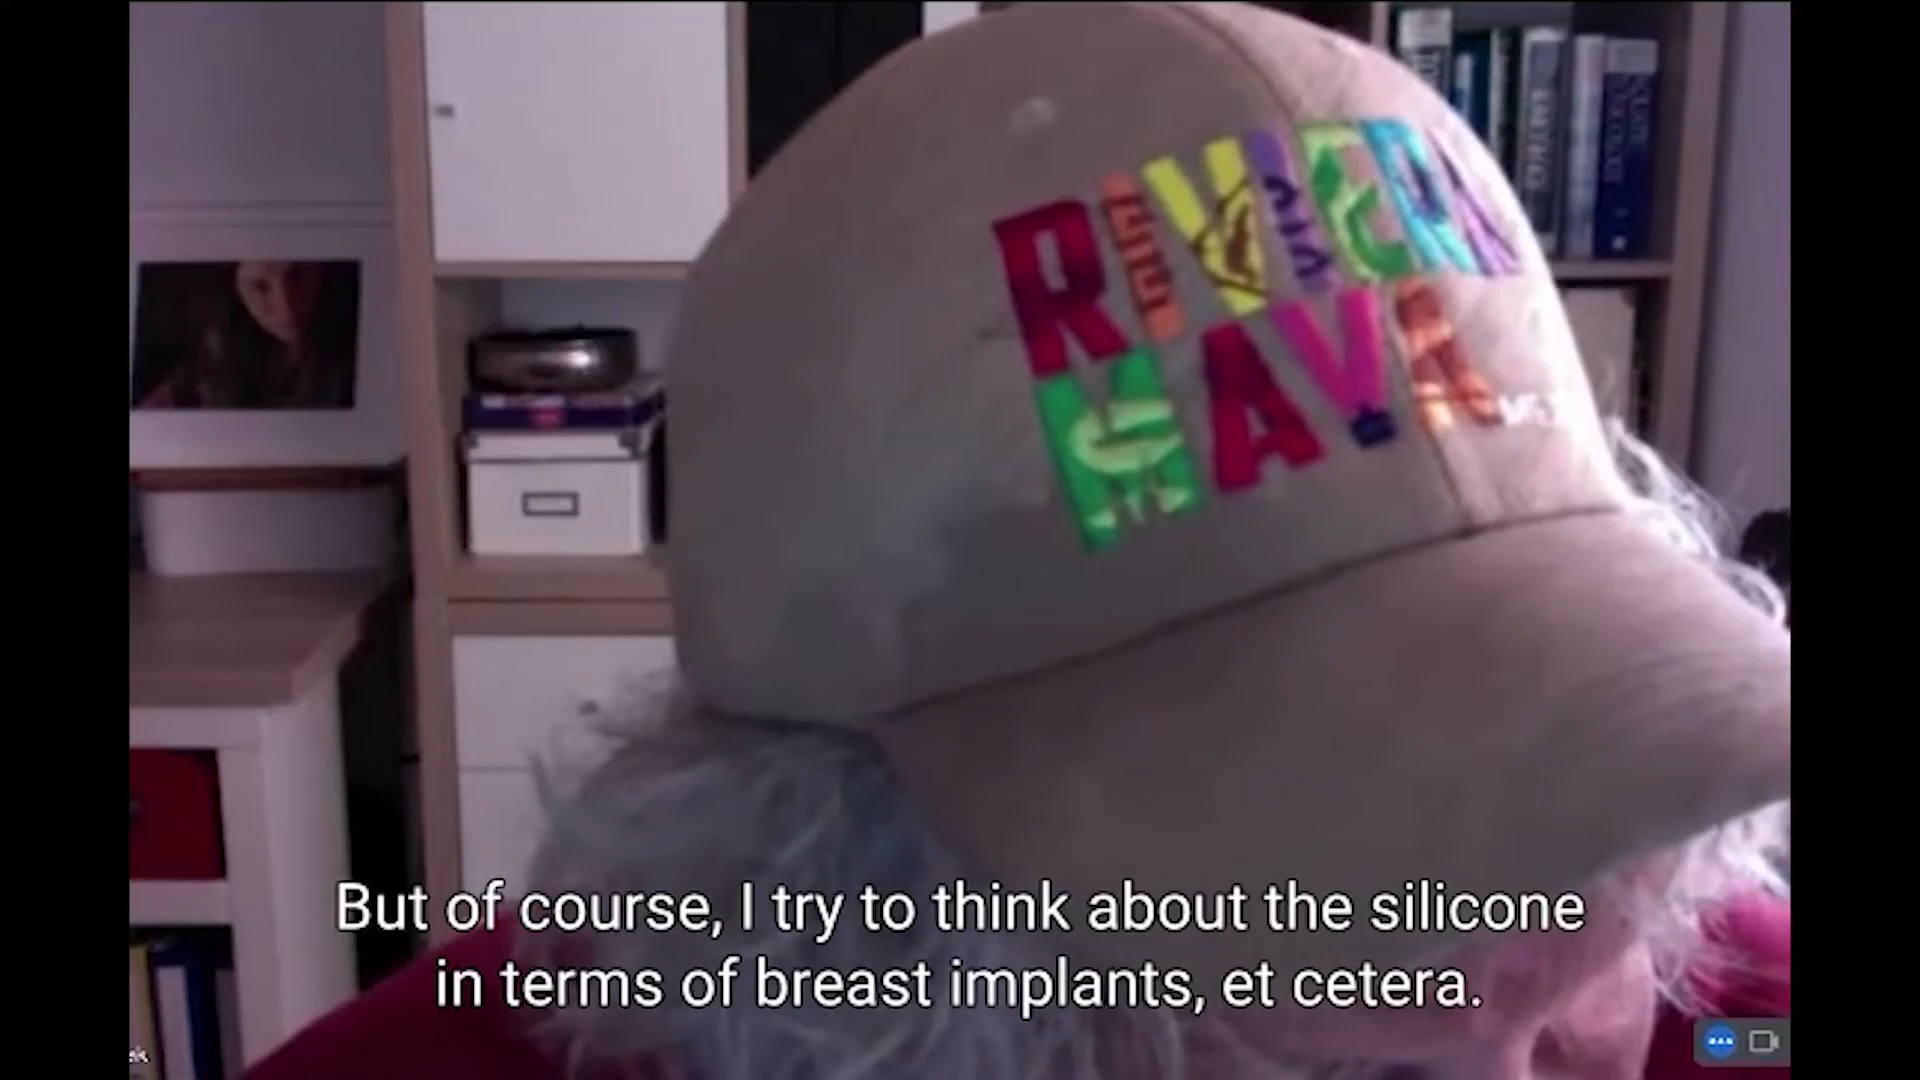 RIVIERA
MAYA
But of course, I try to think about the silicone
in terms of breast implants, et cetera.